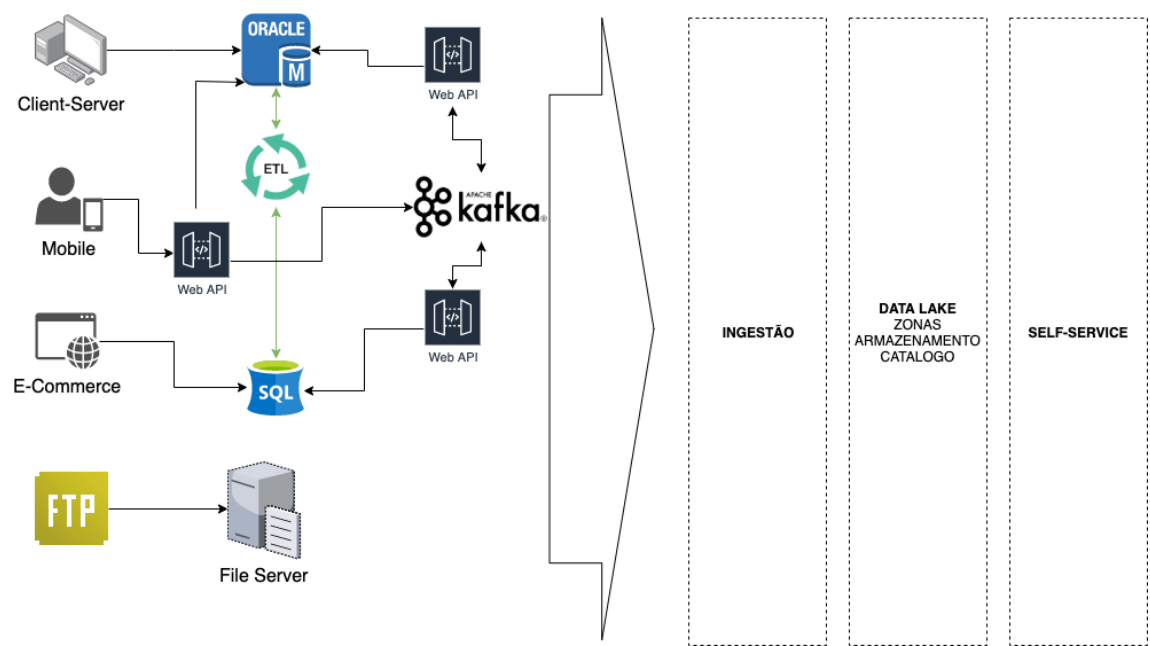 ORACLE
M
Client-Server
Web API
ETL
APACHE
kafka®
Mobile
Web API
Web API
E-Commerce
SQL
FTP
File Server
INGESTÃO
DATA LAKE
ZONAS
ARMAZENAMENTO
CATALOGO
SELF-SERVICE